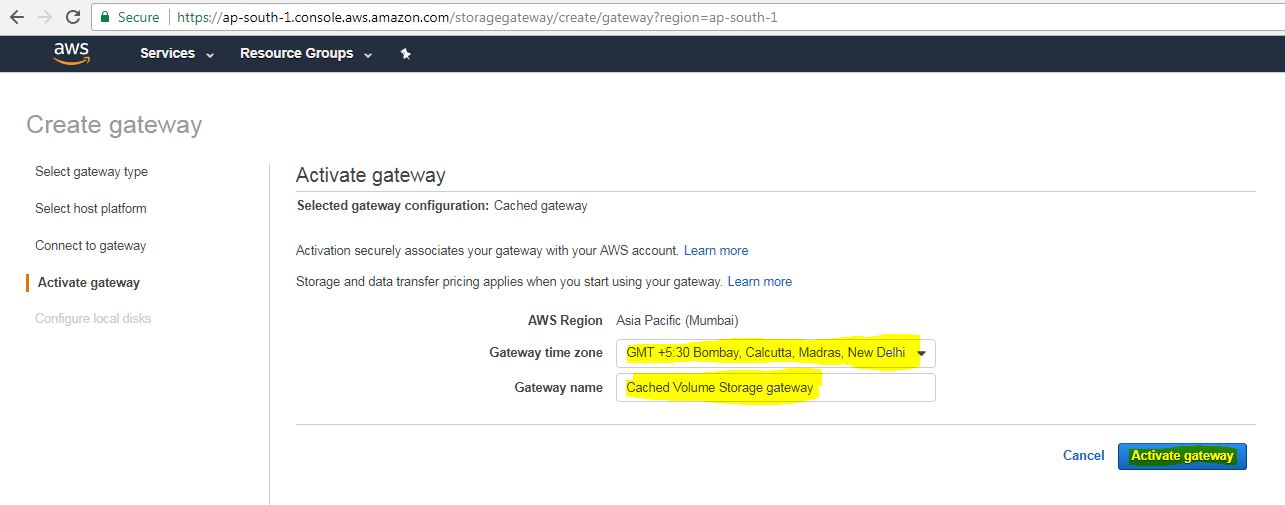 Secure https://ap-south-1.console.aws.amazon.com/storagegateway/create/gateway?region=ap-south-1
aws Services Resource Groups
Create gateway
Select gateway type
Select host platform
Connect to gateway
Activate gateway
Configure local disks
Activate gateway
Selected gateway configuration: Cached gateway
Activation securely associates your gateway with your AWS account. Learn more
Storage and data transfer pricing applies when you start using your gateway. Learn more
AWS Region Asia Pacific (Mumbai)
Gateway time zone GMT +5:30 Bombay, Calcutta, Madras, New Delhi
Gateway name Cached Volume Storage gateway
Cancel Activate gateway